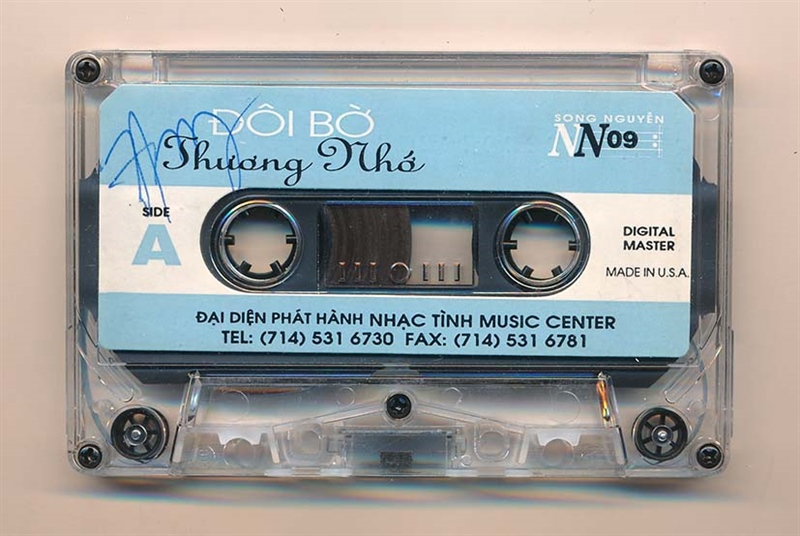 ĐÔI BỜ
Thương Nhớ
SONG NGUYÊN
NN09
SIDE
A
DIGITAL
MASTER
MADE IN U.S.A.
ĐẠI DIỆN PHÁT HÀNH NHẠC TÌNH MUSIC CENTER
TEL: (714) 531 6730 FAX: (714) 531 6781